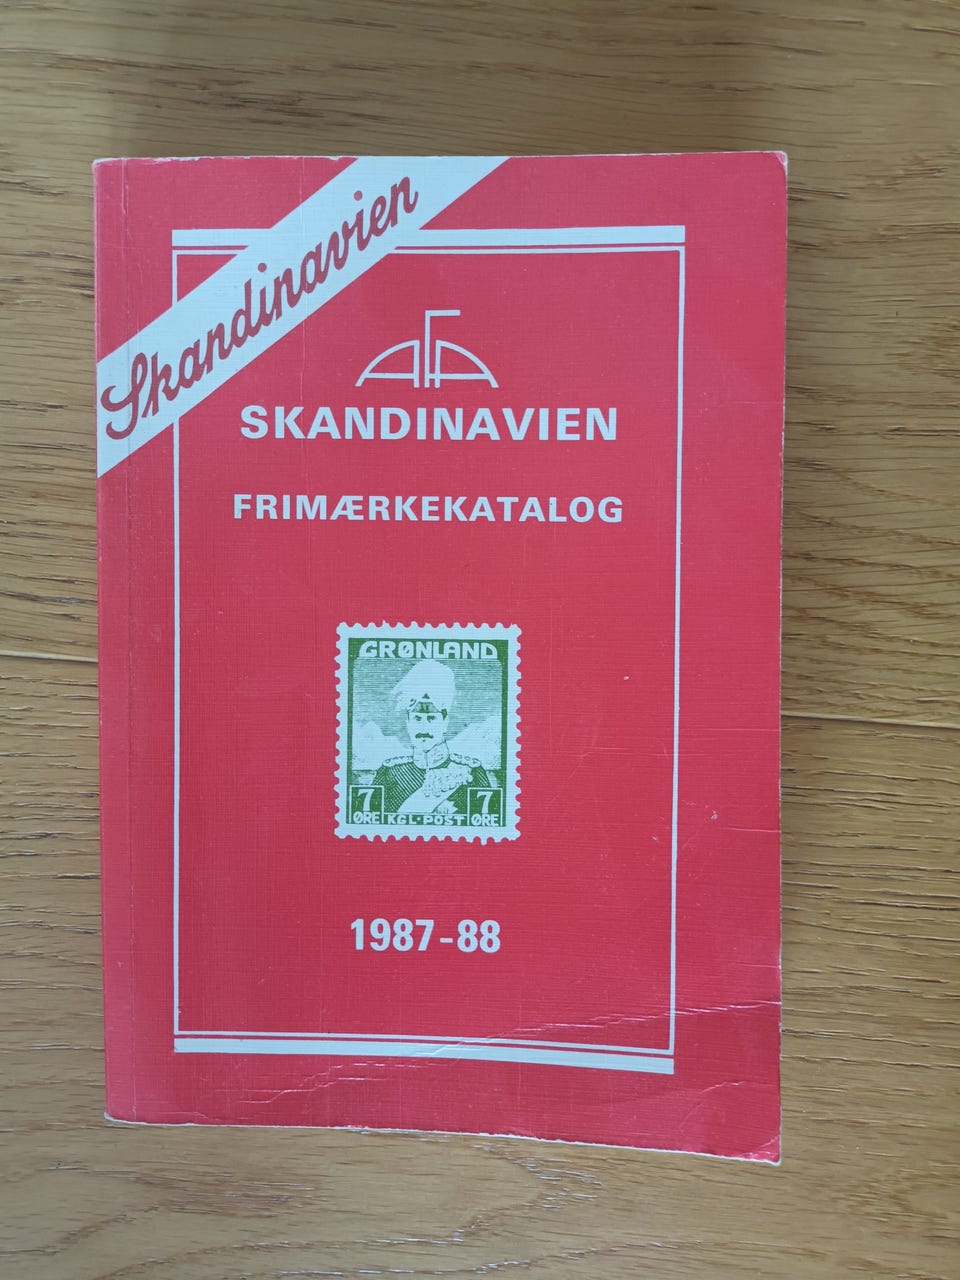 Skandinavien
AFA
SKANDINAVIEN
FRIMÆRKEKATALOG
GRØNLAND
7 7
ØRE KGL·POST ØRE
1987-88